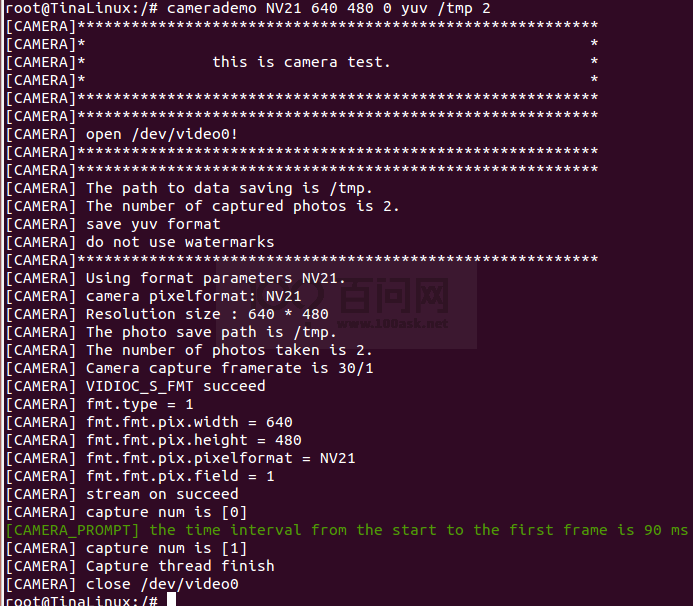 root@TinaLinux:/# camerademo NV21 640 480 0 yuv /tmp 2
[CAMERA]**********************************************************
[CAMERA]*                                                        *
[CAMERA]*              this is camera test.                      *
[CAMERA]*                                                        *
[CAMERA]**********************************************************
[CAMERA]**********************************************************
[CAMERA] open /dev/video0!
[CAMERA]**********************************************************
[CAMERA]**********************************************************
[CAMERA] The path to data saving is /tmp.
[CAMERA] The number of captured photos is 2.
[CAMERA] save yuv format
[CAMERA] do not use watermarks
[CAMERA]**********************************************************
[CAMERA] Using format parameters NV21.
[CAMERA] camera pixelformat: NV21
[CAMERA] Resolution size : 640 * 480
[CAMERA] The photo save path is /tmp.
[CAMERA] The number of photos taken is 2.
[CAMERA] Camera capture framerate is 30/1
[CAMERA] VIDIOC_S_FMT succeed
[CAMERA] fmt.type = 1
[CAMERA] fmt.fmt.pix.width = 640
[CAMERA] fmt.fmt.pix.height = 480
[CAMERA] fmt.fmt.pix.pixelformat = NV21
[CAMERA] fmt.fmt.pix.field = 1
[CAMERA] stream on succeed
[CAMERA] capture num is [0]
[CAMERA_PROMPT] the time interval from the start to the first frame is 90 ms
[CAMERA] capture num is [1]
[CAMERA] Capture thread finish
[CAMERA] close /dev/video0
root@TinaLinux:/#
百问网
www.100ask.net